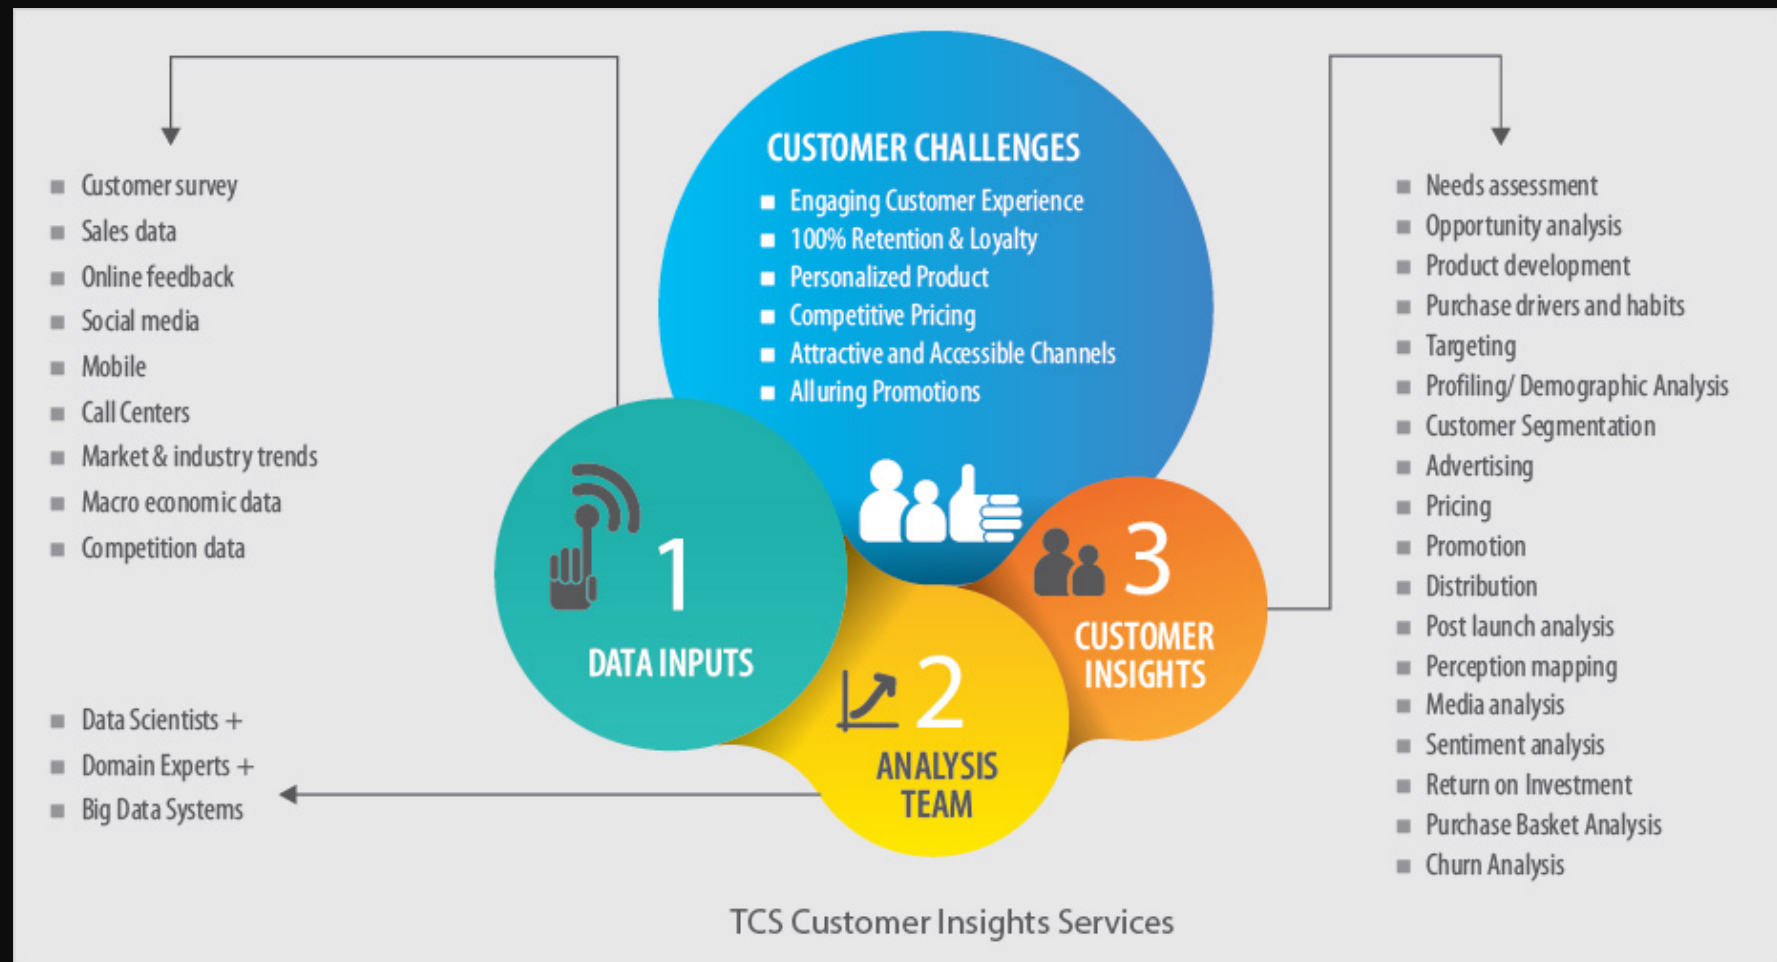 CUSTOMER CHALLENGES
Engaging Customer Experience
100% Retention & Loyalty
Personalized Product
Competitive Pricing
Attractive and Accessible Channels
Alluring Promotions
1
DATA INPUTS
Customer survey
Sales data
Online feedback
Social media
Mobile
Call Centers
Market & industry trends
Macro economic data
Competition data
2
ANALYSIS
TEAM
Data Scientists +
Domain Experts +
Big Data Systems
3
CUSTOMER
INSIGHTS
Needs assessment
Opportunity analysis
Product development
Purchase drivers and habits
Targeting
Profiling/ Demographic Analysis
Customer Segmentation
Advertising
Pricing
Promotion
Distribution
Post launch analysis
Perception mapping
Media analysis
Sentiment analysis
Return on Investment
Purchase Basket Analysis
Churn Analysis
TCS Customer Insights Services